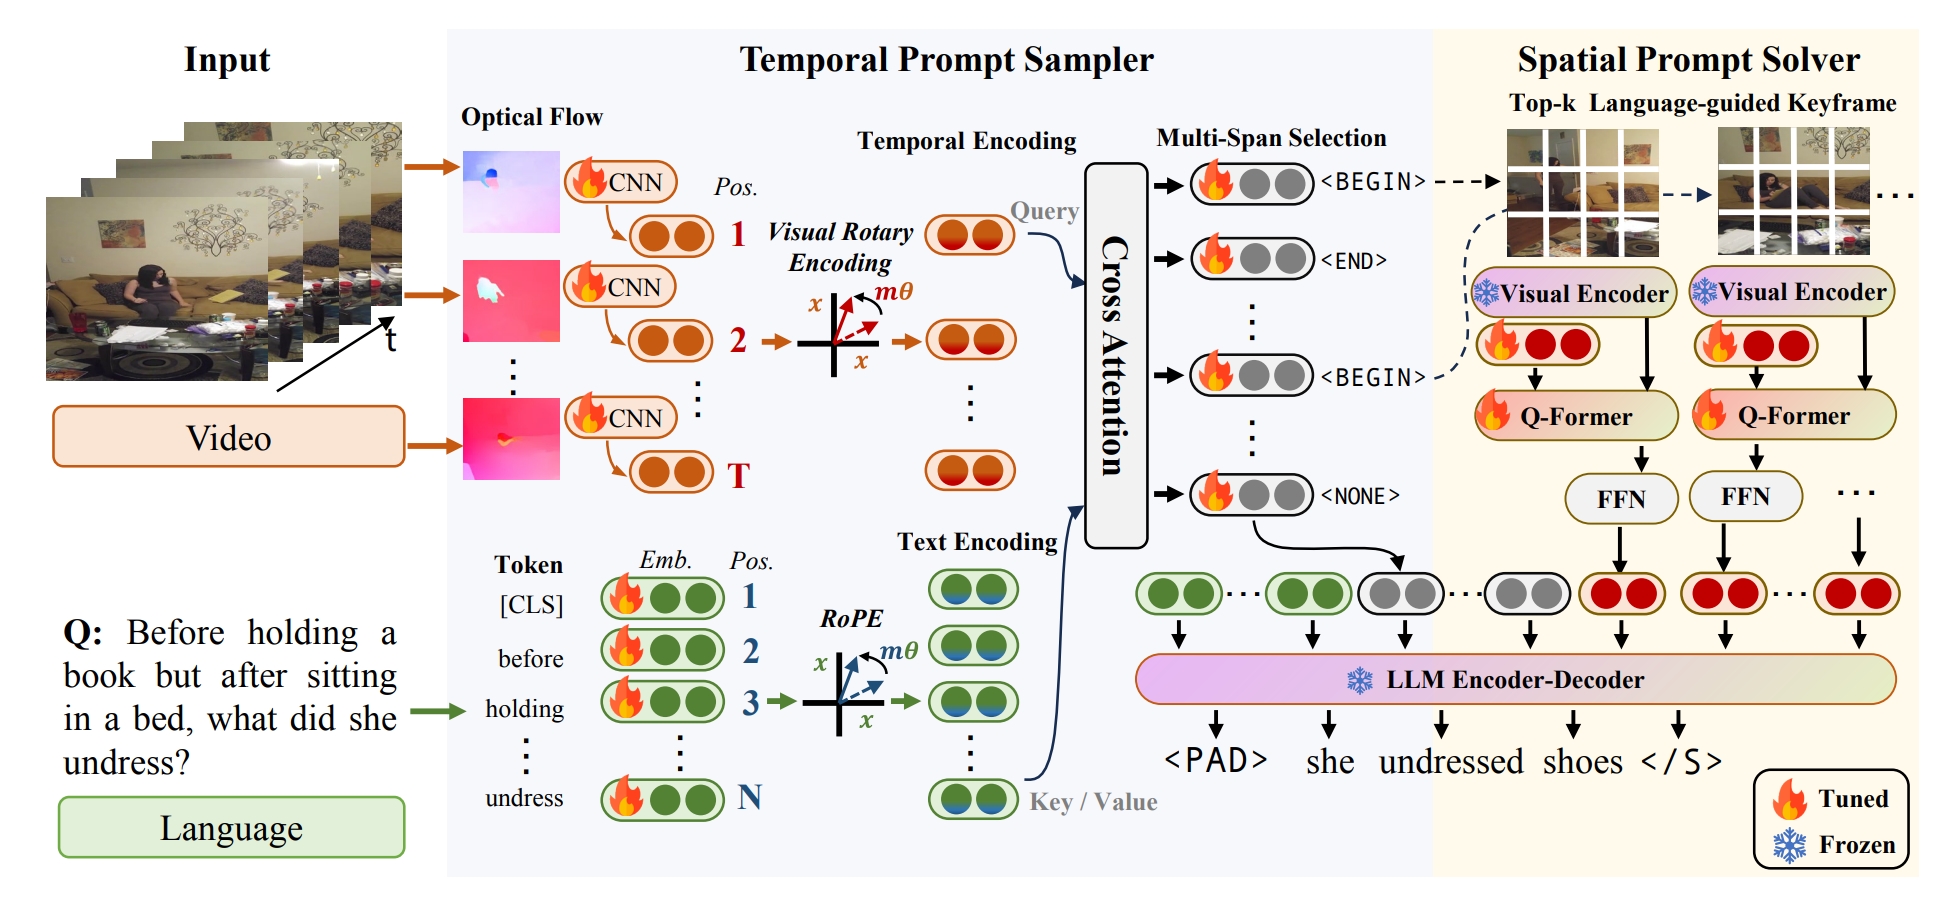 Input
Temporal Prompt Sampler
Spatial Prompt Solver
Optical Flow
Temporal Encoding
Multi-Span Selection
Top-k Language-guided Keyframe
CNN
Pos.
1
Visual Rotary
Encoding
x
mθ
x
CNN
2
CNN
T
t
Video
Query
Cross Attention
<BEGIN>
<END>
<BEGIN>
<NONE>
Visual Encoder
Visual Encoder
Q-Former
Q-Former
FFN
FFN
Q: Before holding a
book but after sitting
in a bed, what did she
undress?
Language
Token
Emb.
Pos.
[CLS]
1
before
2
holding
3
undress
N
RoPE
x
mθ
x
Text Encoding
Key / Value
LLM Encoder-Decoder
<PAD> she undressed shoes </S>
Tuned
Frozen